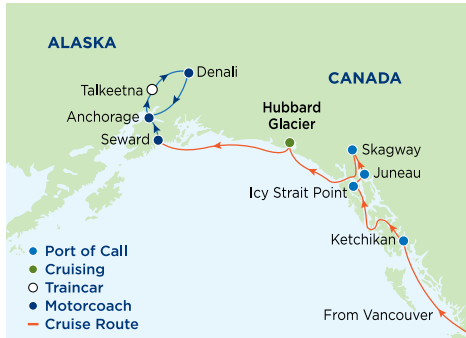 ALASKA
Denali
CANADA
Talkeetna
Anchorage
Hubbard
Glacier
Seward
Skagway
Juneau
Icy Strait Point
Ketchikan
Port of Call
Cruising
Traincar
Motorcoach
Cruise Route
From Vancouver